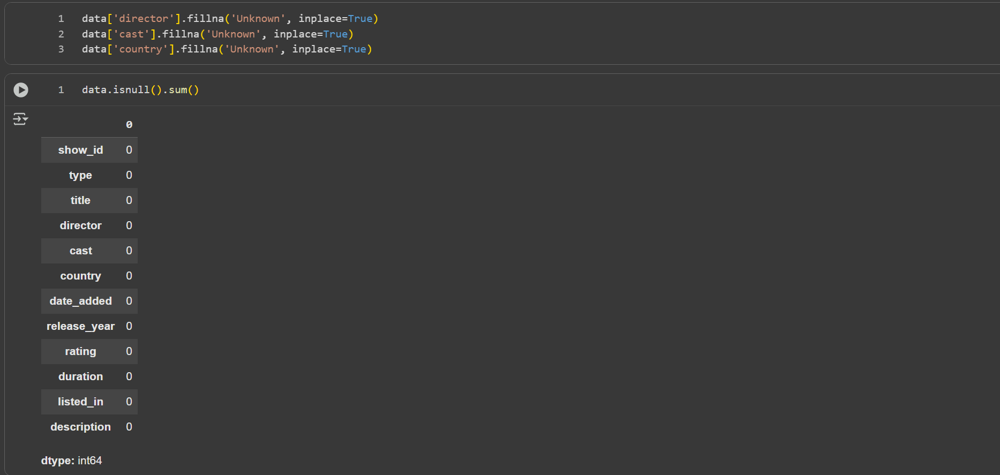 1 data['director'].fillna('Unknown', inplace=True)
2 data['cast'].fillna('Unknown', inplace=True)
3 data['country'].fillna('Unknown', inplace=True)
1 data.isnull().sum()
0
show_id 0
type 0
title 0
director 0
cast 0
country 0
date_added 0
release_year 0
rating 0
duration 0
listed_in 0
description 0
dtype: int64